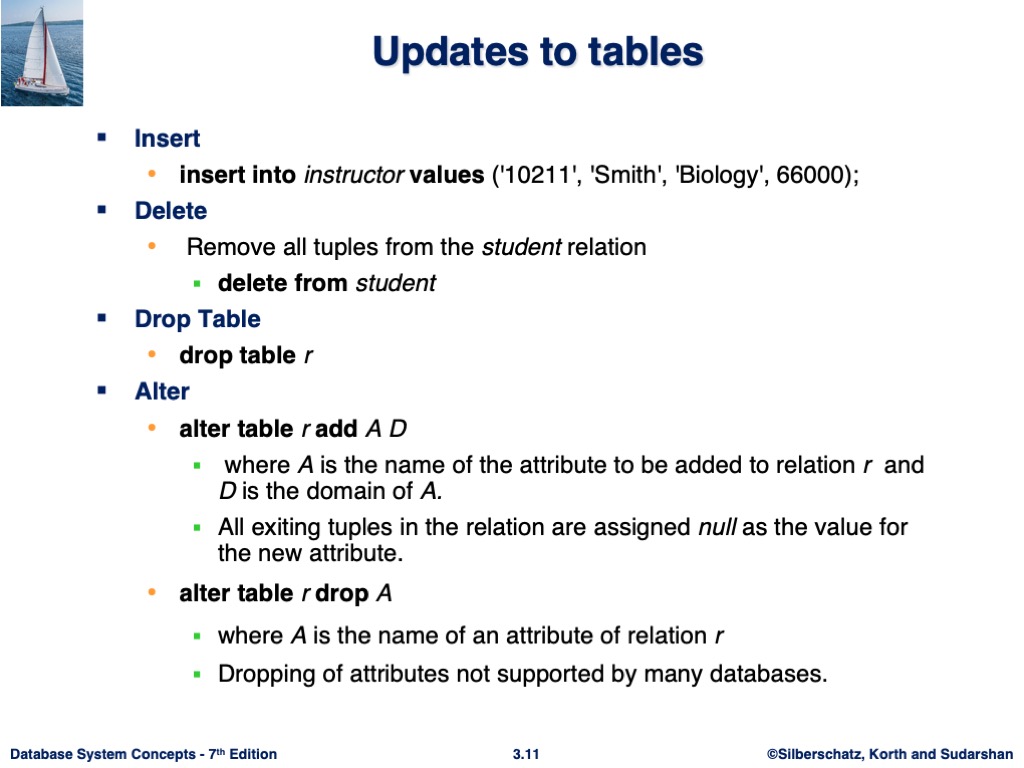 Updates to tables
Insert
insert into instructor values ('10211', 'Smith', 'Biology', 66000);
Delete
Remove all tuples from the student relation
delete from student
Drop Table
drop table r
Alter
alter table r add A D
where A is the name of the attribute to be added to relation r and
D is the domain of A.
All exiting tuples in the relation are assigned null as the value for
the new attribute.
alter table r drop A
where A is the name of an attribute of relation r
Dropping of attributes not supported by many databases.
Database System Concepts - 7th Edition
3.11
©Silberschatz, Korth and Sudarshan